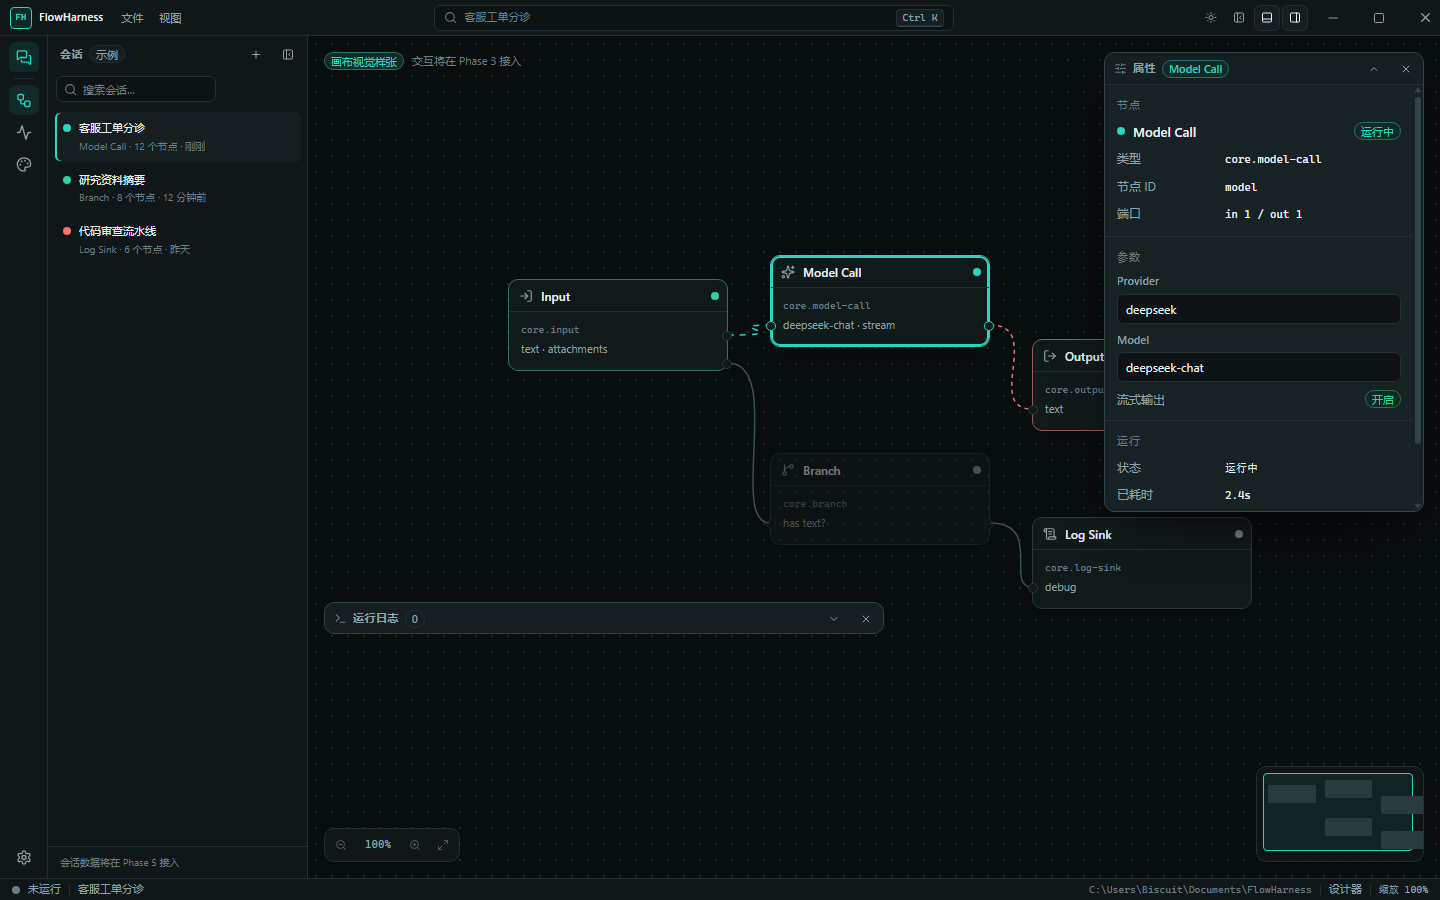 FH FlowHarness 文件 视图
客服工单分诊 Ctrl K
会话 示例
搜索会话...
客服工单分诊
Model Call · 12 个节点 · 刚刚
研究资料摘要
Branch · 8 个节点 · 12 分钟前
代码审查流水线
Log Sink · 6 个节点 · 昨天
会话数据将在 Phase 5 接入
画布视觉样张 交互将在 Phase 3 接入
Input
core.input
text · attachments
Model Call
core.model-call
deepseek-chat · stream
Output
core.outpu
text
Branch
core.branch
has text?
Log Sink
core.log-sink
debug
运行日志 0
100%
属性 Model Call
节点
Model Call 运行中
类型 core.model-call
节点 ID model
端口 in 1 / out 1
参数
Provider
deepseek
Model
deepseek-chat
流式输出 开启
运行
状态 运行中
已耗时 2.4s
未运行 客服工单分诊
C:\Users\Biscuit\Documents\FlowHarness 设计器 缩放 100%